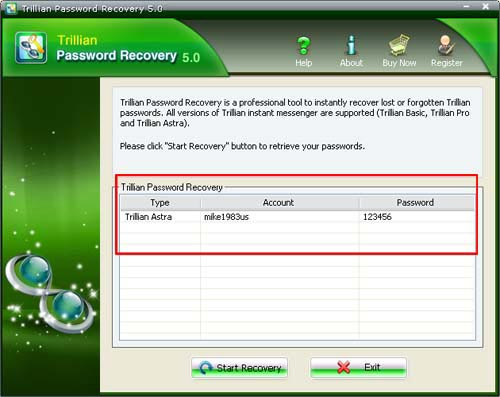 Trillian Password Recovery 5.0
Trillian
Password Recovery 5.0
Help
About
Buy Now
Register
Trillian Password Recovery is a professional tool to instantly recover lost or forgotten Trillian
passwords. All versions of Trillian instant messenger are supported (Trillian Basic, Trillian Pro
and Trillian Astra).
Please click "Start Recovery" button to retrieve your passwords.
Trillian Password Recovery
Type Account Password
Trillian Astra mike1983us 123456
Start Recovery Exit